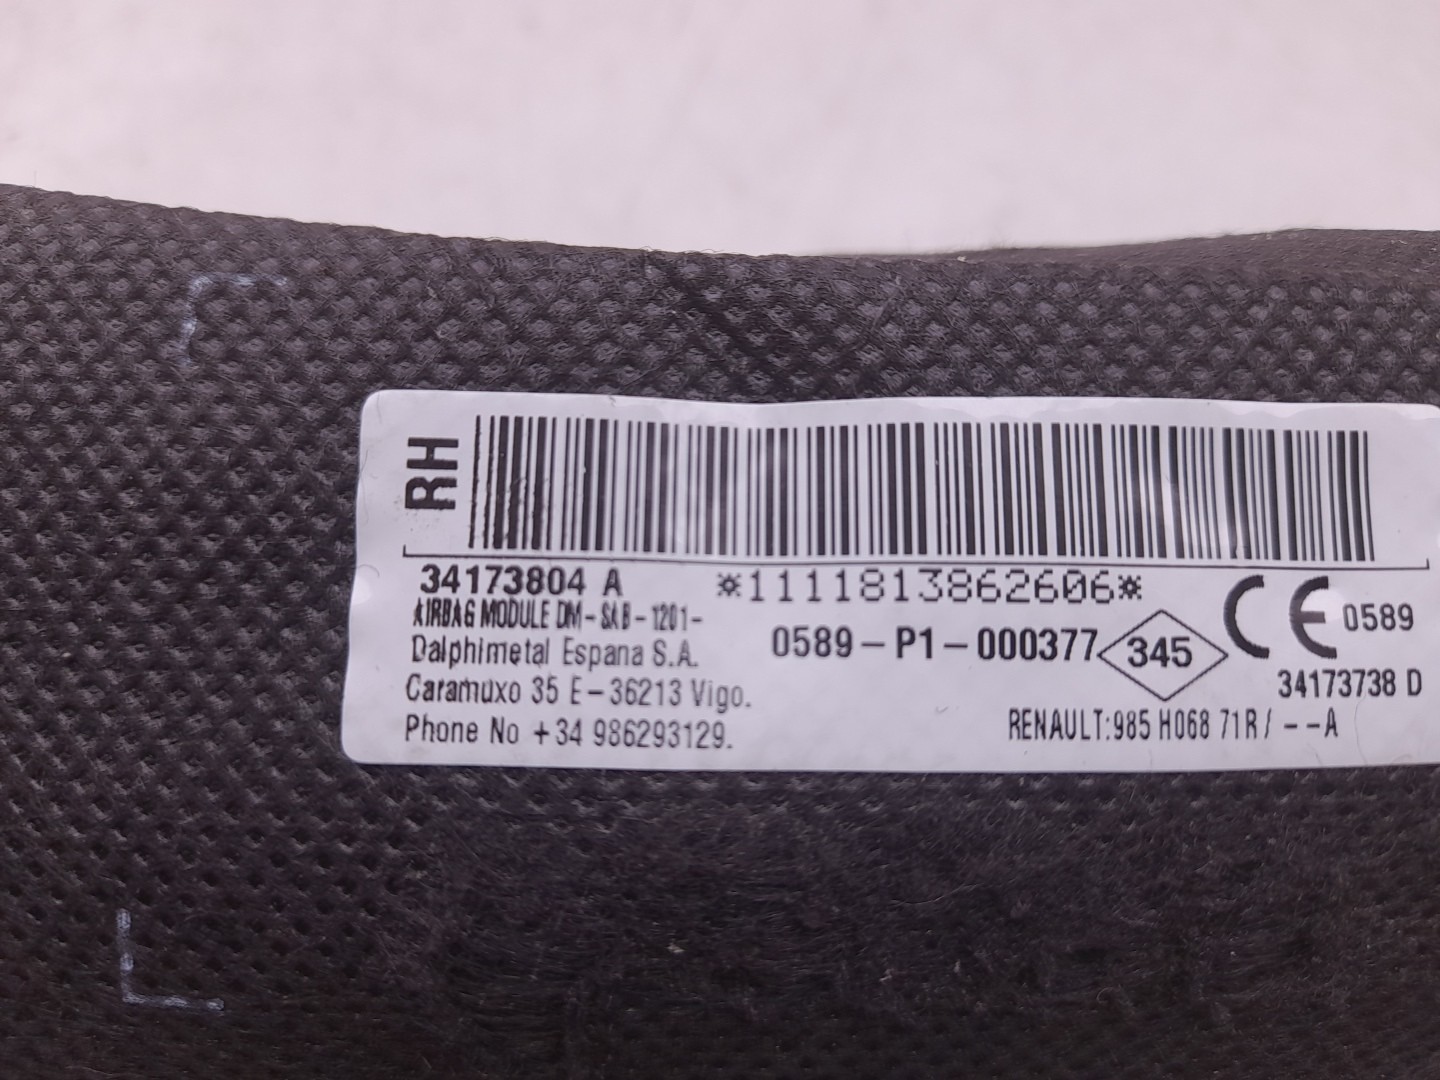 RH
34173804 A *1111813862606*
AIRBAG MODULE DM-SAB-1201-
Dalphimetal Espana S.A. 0589-P1-000377 345 CE 0589
Caramuxo 35 E-36213 Vigo. 34173738 D
Phone No +34 986293129. RENAULT:985 H068 71R/--A